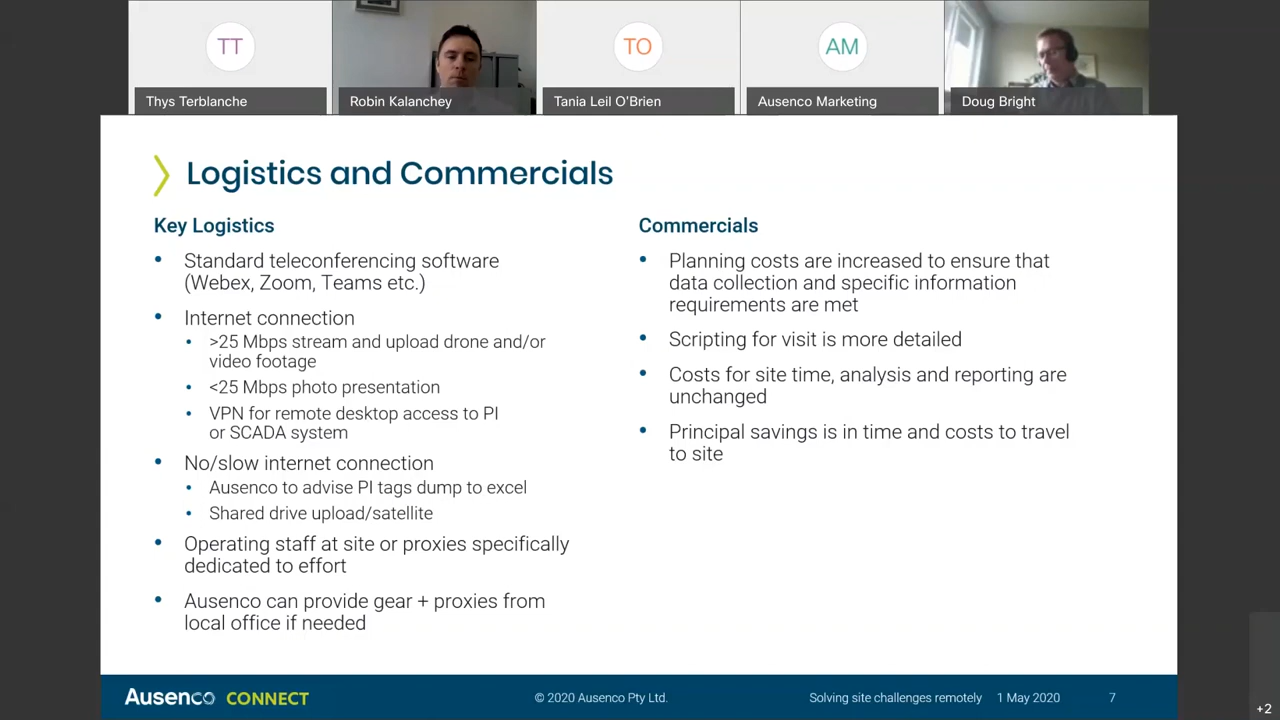 TT
TO
AM
Thys Terblanche
Robin Kalanchey
Tania Leil O'Brien
Ausenco Marketing
Doug Bright
Logistics and Commercials
Key Logistics
• Standard teleconferencing software
(Webex, Zoom, Teams etc.)
• Internet connection
• >25 Mbps stream and upload drone and/or
video footage
• <25 Mbps photo presentation
• VPN for remote desktop access to PI
or SCADA system
• No/slow internet connection
• Ausenco to advise PI tags dump to excel
• Shared drive upload/satellite
• Operating staff at site or proxies specifically
dedicated to effort
• Ausenco can provide gear + proxies from
local office if needed
Commercials
• Planning costs are increased to ensure that
data collection and specific information
requirements are met
• Scripting for visit is more detailed
• Costs for site time, analysis and reporting are
unchanged
• Principal savings is in time and costs to travel
to site
Ausenco CONNECT
© 2020 Ausenco Pty Ltd.
Solving site challenges remotely 1 May 2020 7
+2